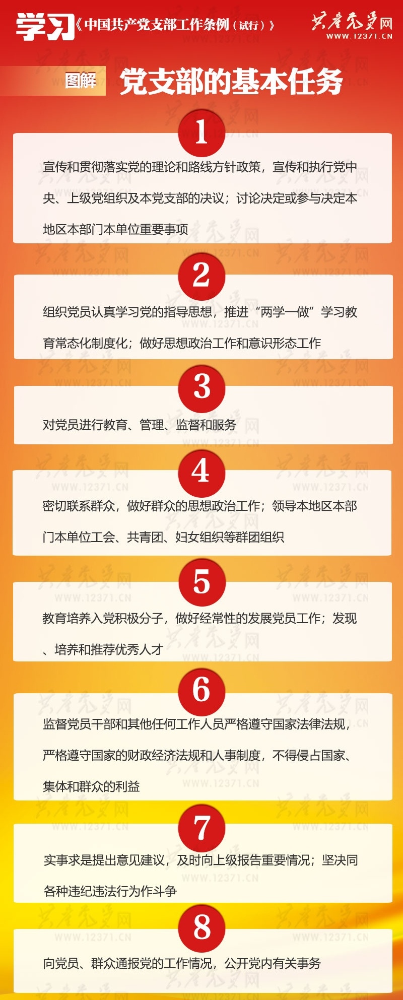 学习《中国共产党支部工作条例（试行）》
共产党员网
WWW.12371.CN
图解
党支部的基本任务
1
宣传和贯彻落实党的理论和路线方针政策，宣传和执行党中
央、上级党组织及本党支部的决议；讨论决定或参与决定本
地区本部门本单位重要事项
2
组织党员认真学习党的指导思想，推进“两学一做”学习教
育常态化制度化；做好思想政治工作和意识形态工作
3
对党员进行教育、管理、监督和服务
4
密切联系群众，做好群众的思想政治工作；领导本地区本部
门本单位工会、共青团、妇女组织等群团组织
5
教育培养入党积极分子，做好经常性的发展党员工作；发现
、培养和推荐优秀人才
6
监督党员干部和其他任何工作人员严格遵守国家法律法规，
严格遵守国家的财政经济法规和人事制度，不得侵占国家、
集体和群众的利益
7
实事求是提出意见建议，及时向上级报告重要情况；坚决同
各种违纪违法行为作斗争
8
向党员、群众通报党的工作情况，公开党内有关事务